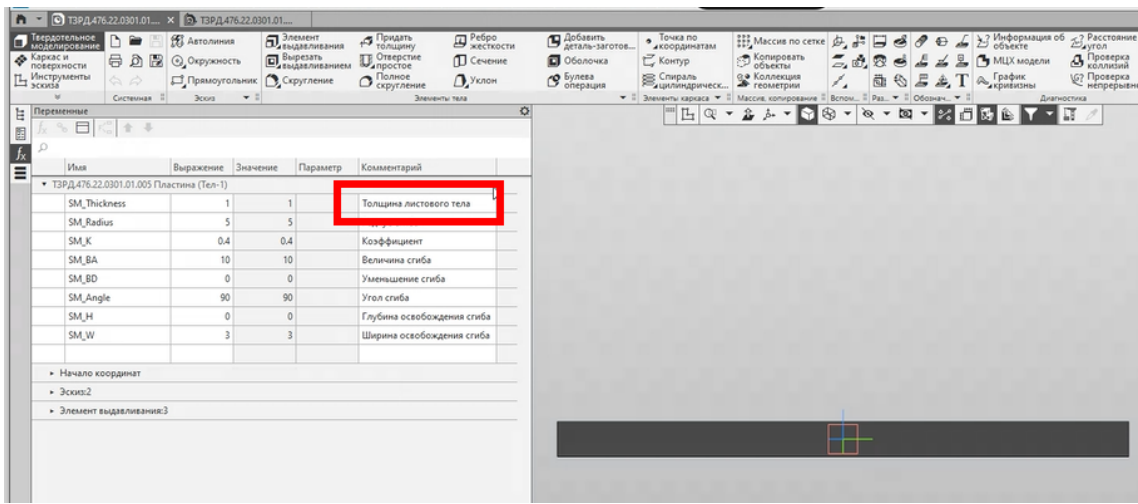 ТЗРД.476.22.0301.01.... ×
ТЗРД.476.22.0301.01....
Твердотельное моделирование
Каркас и поверхности
Инструменты эскиза
Системная
Автолиния
Окружность
Прямоугольник
Эскиз
Элемент выдавливания
Вырезать выдавливанием
Скругление
Придать толщину
Отверстие простое
Полное скругление
Ребро жесткости
Сечение
Уклон
Элементы тела
Добавить деталь-заготов...
Оболочка
Булева операция
Точка по координатам
Контур
Спираль цилиндрическ...
Элементы каркаса
Массив по сетке
Копировать объекты
Коллекция геометрии
Массив, копирование
Вспом...
Раз...
Обознач...
Информация об объекте
МЦХ модели
График кривизны
Расстояние и угол
Проверка коллизий
Проверка непрерывн
Диагностика
Переменные
Имя Выражение Значение Параметр Комментарий
ТЗРД.476.22.0301.01.005 Пластина (Тел-1)
SM_Thickness 1 1 Толщина листового тела
SM_Radius 5 5
SM_K 0.4 0.4 Коэффициент
SM_BA 10 10 Величина сгиба
SM_BD 0 0 Уменьшение сгиба
SM_Angle 90 90 Угол сгиба
SM_H 0 0 Глубина освобождения сгиба
SM_W 3 3 Ширина освобождения сгиба
Начало координат
Эскиз:2
Элемент выдавливания:3